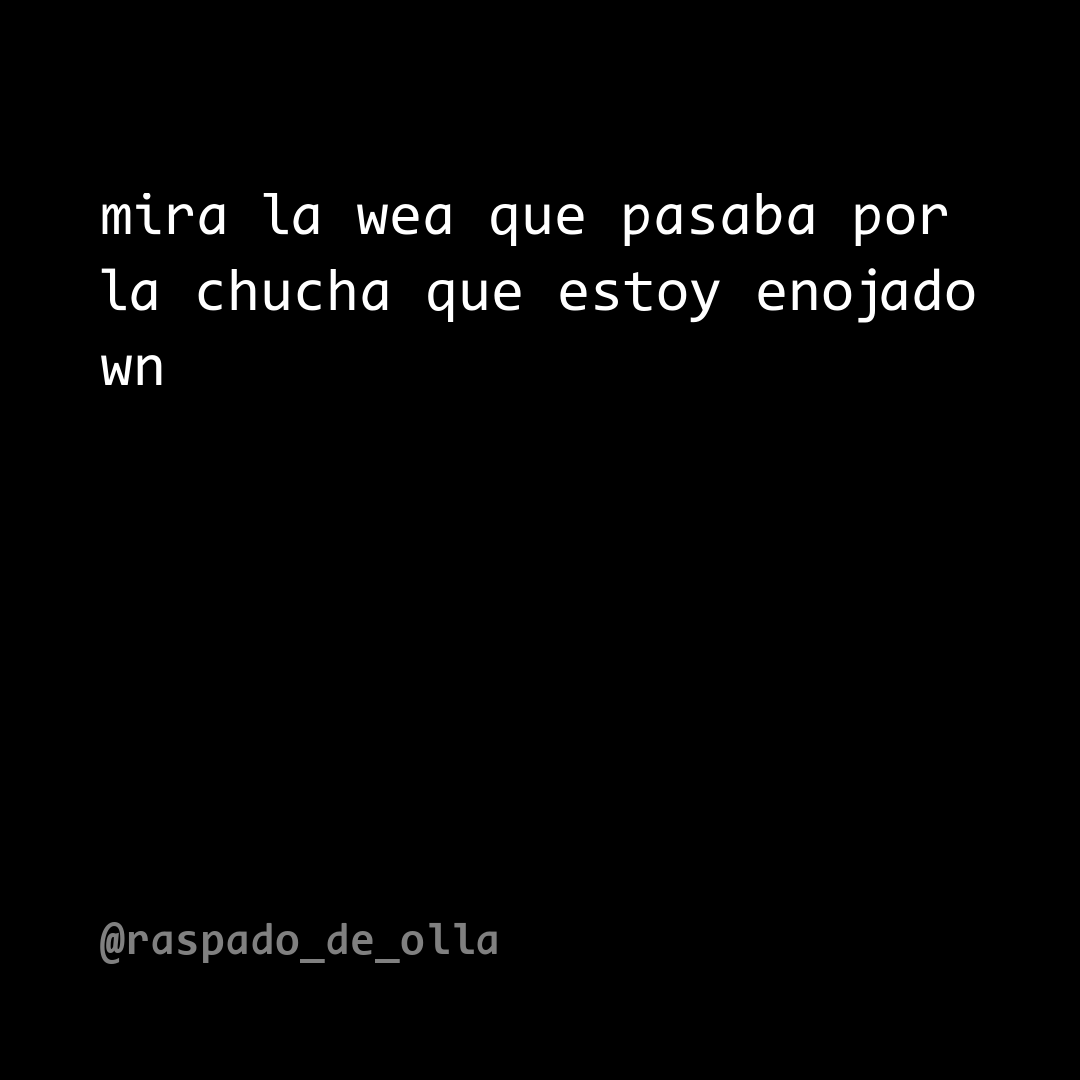 mira la wea que pasaba por
la chucha que estoy enojado
wn
@raspado_de_olla